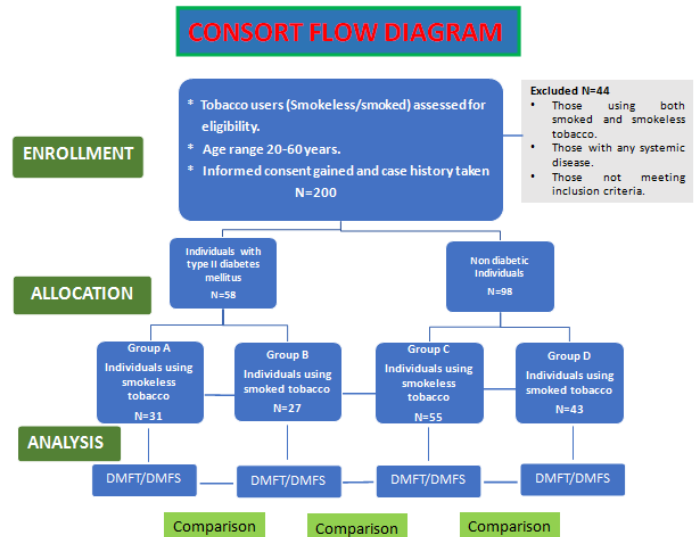 CONSORT FLOW DIAGRAM
* Tobacco users (Smokeless/smoked) assessed for
eligibility.
* Age range 20-60 years.
* Informed consent gained and case history taken
N=200
Excluded N=44
• Those using both
smoked and smokeless
tobacco.
• Those with any systemic
disease.
• Those not meeting
inclusion criteria.
ENROLLMENT
Individuals with
type II diabetes
mellitus
N=58
Non diabetic
Individuals
N=98
ALLOCATION
Group A
Individuals using
smokeless
tobacco
N=31
Group B
Individuals using
smoked tobacco
N=27
Group C
Individuals using
smokeless
tobacco
N=55
Group D
Individuals using
smoked tobacco
N=43
ANALYSIS
DMFT/DMFS
DMFT/DMFS
DMFT/DMFS
DMFT/DMFS
Comparison
Comparison
Comparison